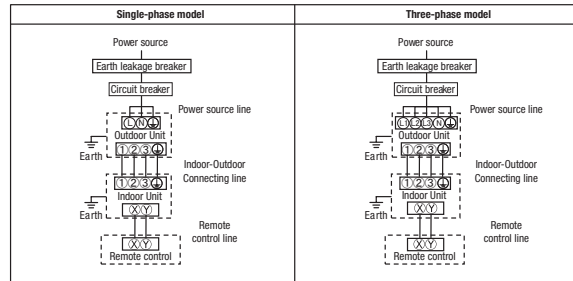 Single-phase model
Power source
Earth leakage breaker
Circuit breaker
Power source line
L N
Outdoor Unit
1 2 3
Earth
Indoor-Outdoor
Connecting line
1 2 3
Indoor Unit
Earth
X Y
Remote
control line
X Y
Remote control
Three-phase model
Power source
Earth leakage breaker
Circuit breaker
Power source line
L1 L2 L3 N
Outdoor Unit
1 2 3
Earth
Indoor-Outdoor
Connecting line
1 2 3
Indoor Unit
Earth
X Y
Remote
control line
X Y
Remote control